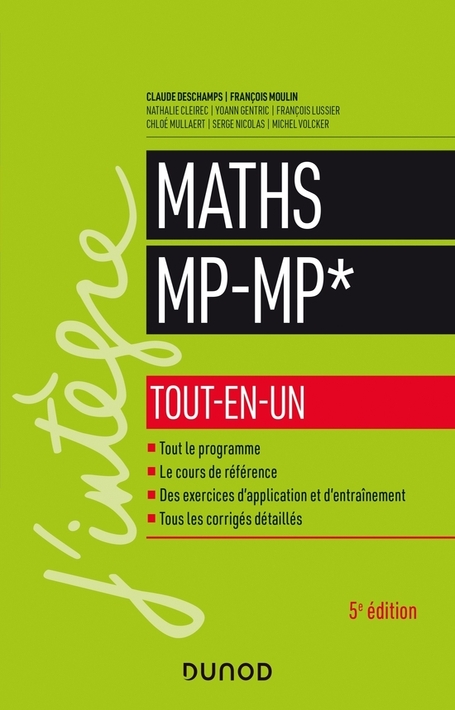 CLAUDE DESCHAMPS | FRANÇOIS MOULIN
NATHALIE CLEIREC | YOANN GENTRIC | FRANÇOIS LUSSIER
CHLOÉ MULLAERT | SERGE NICOLAS | MICHEL VOLCKER
MATHS
MP-MP*
j'intègre
TOUT-EN-UN
Tout le programme
Le cours de référence
Des exercices d'application et d'entraînement
Tous les corrigés détaillés
5e édition
DUNOD